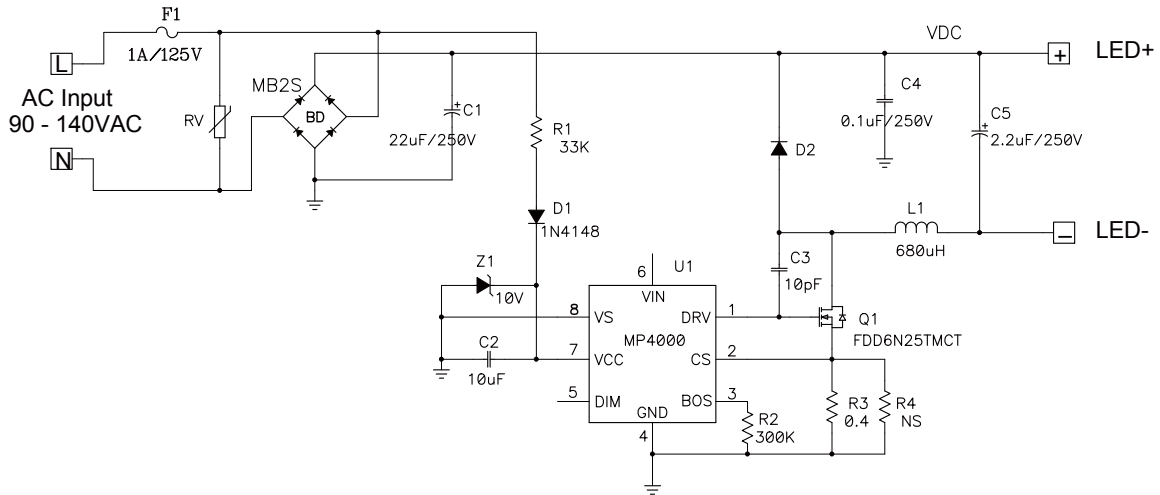 F1
1A/125V
L
AC Input
90 - 140VAC
N
RV
MB2S
BD
C1
22uF/250V
R1
33K
D1
1N4148
Z1
10V
C2
10uF
VDC
+
LED+
C4
0.1uF/250V
C5
2.2uF/250V
D2
L1
680uH
−
LED-
C3
10pF
6
U1
VIN
8
VS
DRV
1
MP4000
7
VCC
CS
2
5
DIM
BOS
3
GND
4
Q1
FDD6N25TMCT
R2
300K
R3
0.4
R4
NS